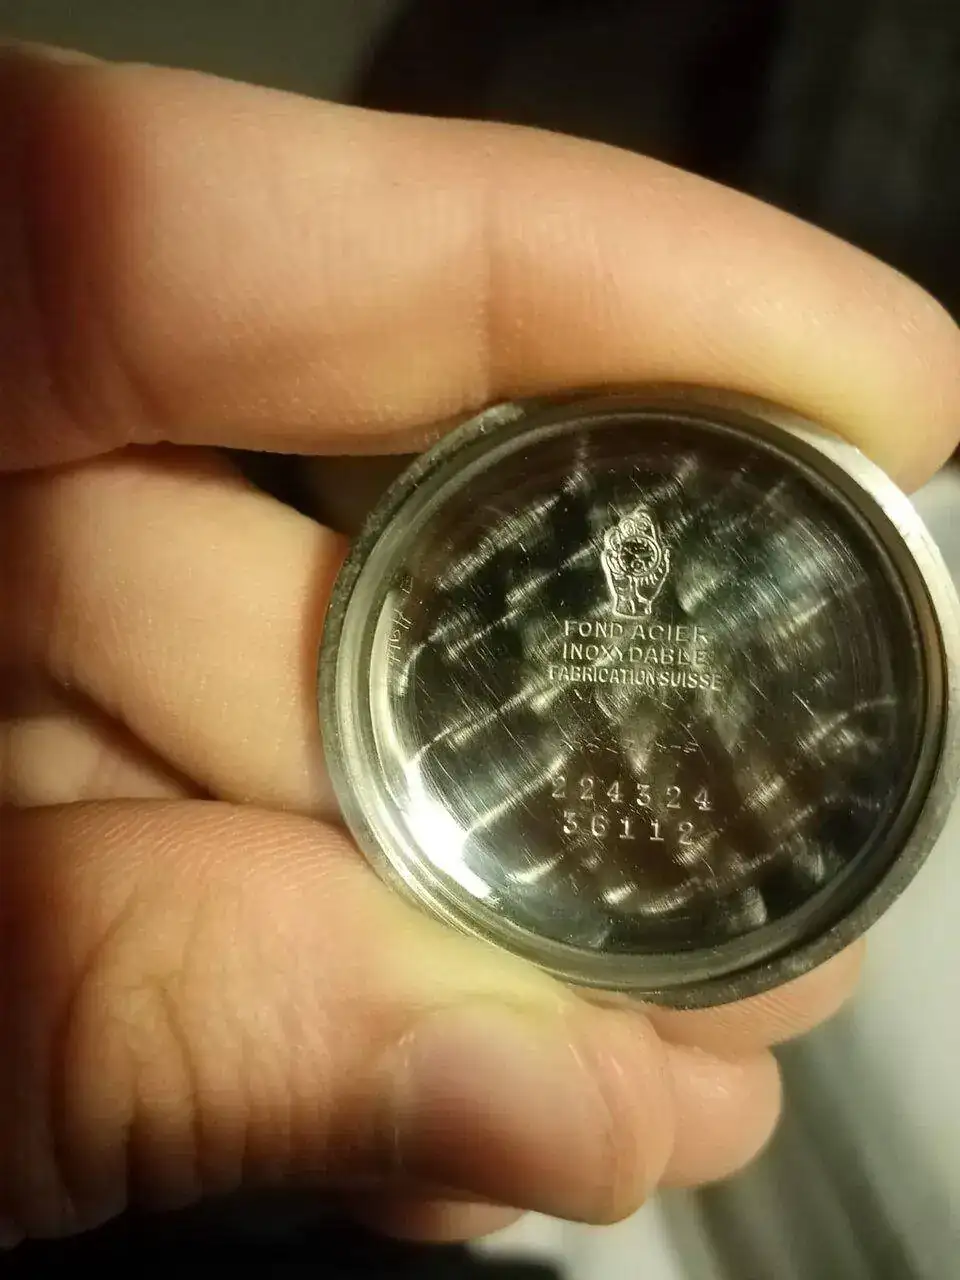 FOND ACIER
INOXYDABLE
FABRICATION SUISSE
224324
36112